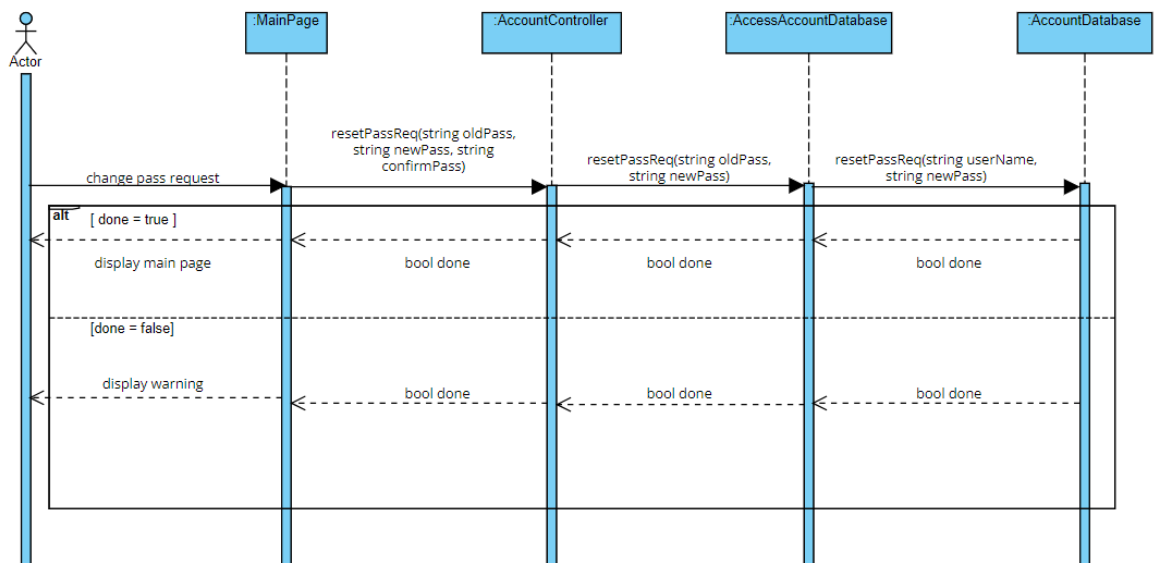 :MainPage
:AccountController
:AccessAccountDatabase
:AccountDatabase
Actor
resetPassReq(string oldPass,
string newPass, string
confirmPass)
resetPassReq(string oldPass,
string newPass)
resetPassReq(string userName,
string newPass)
change pass request
alt
[ done = true ]
display main page
bool done
bool done
bool done
[done = false]
display warning
bool done
bool done
bool done